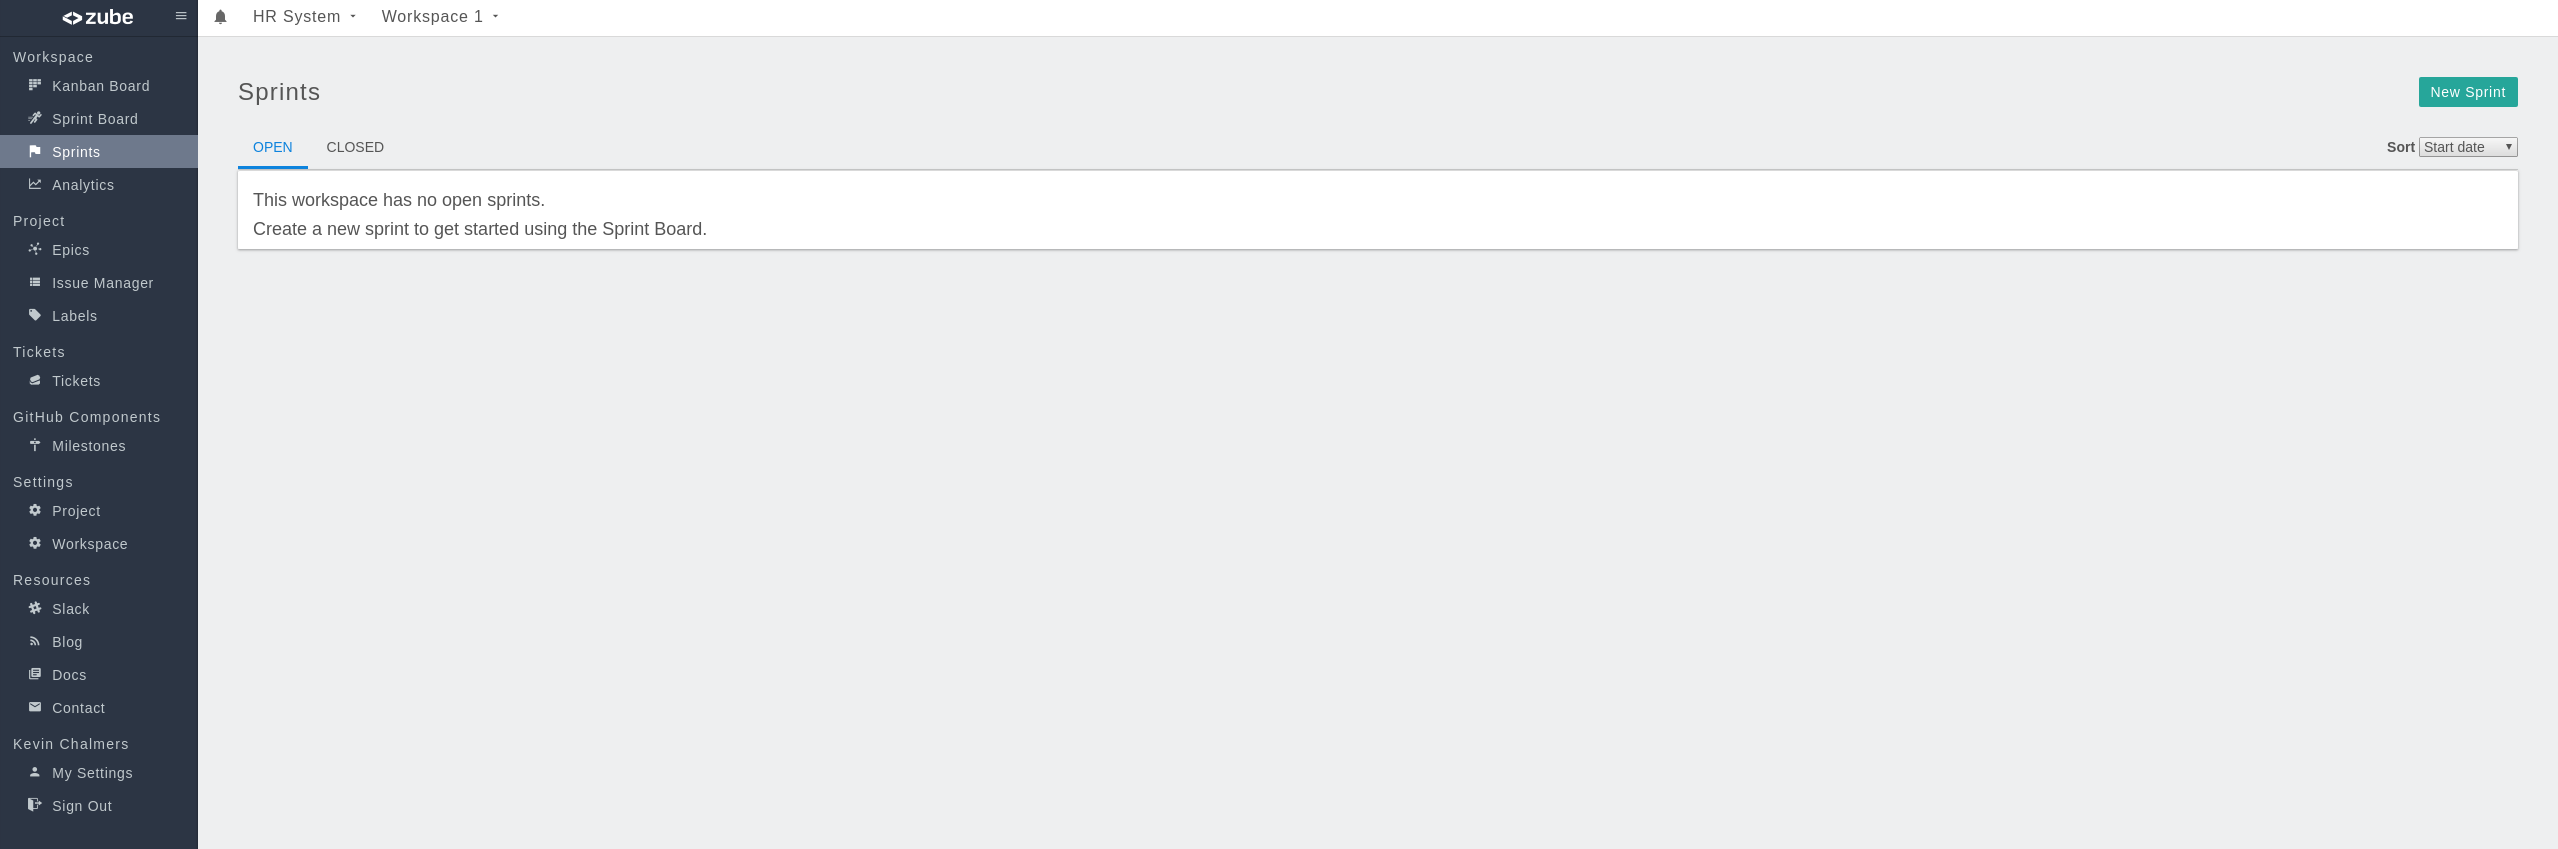 zube
HR System
Workspace 1
Workspace
Kanban Board
Sprint Board
Sprints
Analytics
Project
Epics
Issue Manager
Labels
Tickets
Tickets
GitHub Components
Milestones
Settings
Project
Workspace
Resources
Slack
Blog
Docs
Contact
Kevin Chalmers
My Settings
Sign Out
Sprints
New Sprint
OPEN CLOSED
Sort Start date
This workspace has no open sprints.
Create a new sprint to get started using the Sprint Board.